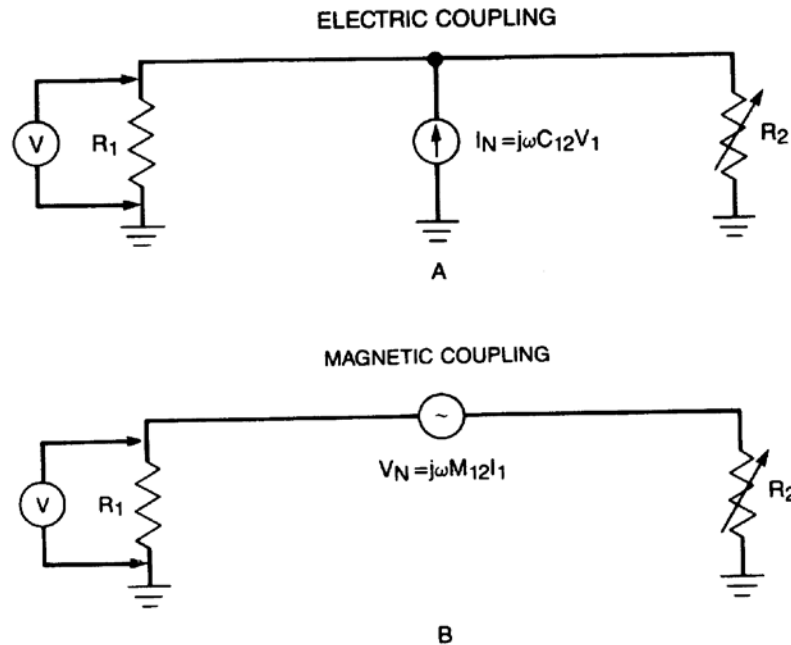 ELECTRIC COUPLING
V
R1
IN=jωC12V1
R2
A
MAGNETIC COUPLING
~
V
R1
VN=jωM12I1
R2
B